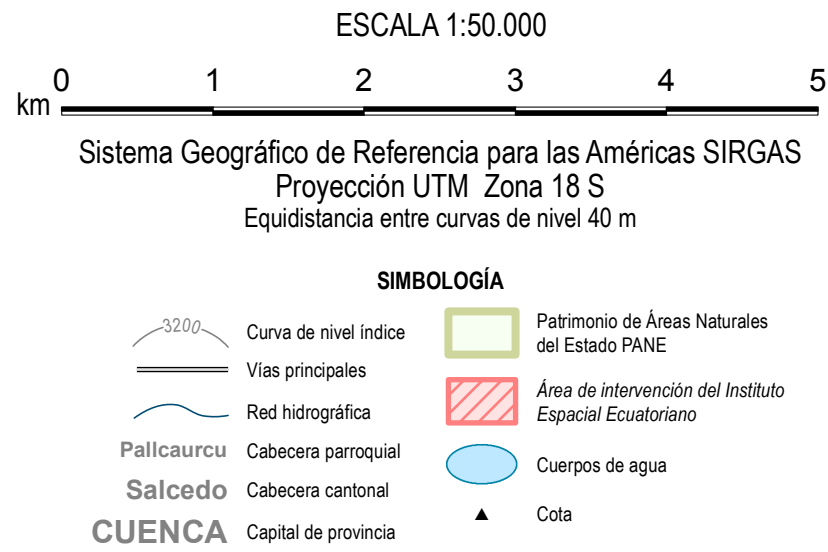 ESCALA 1:50.000
0 1 2 3 4 5
km
Sistema Geográfico de Referencia para las Américas SIRGAS
Proyección UTM Zona 18 S
Equidistancia entre curvas de nivel 40 m
SIMBOLOGÍA
3200 Curva de nivel índice
Vías principales
Red hidrográfica
Pallcaurcu Cabecera parroquial
Salcedo Cabecera cantonal
CUENCA Capital de provincia
Patrimonio de Áreas Naturales
del Estado PANE
Área de intervención del Instituto
Espacial Ecuatoriano
Cuerpos de agua
Cota